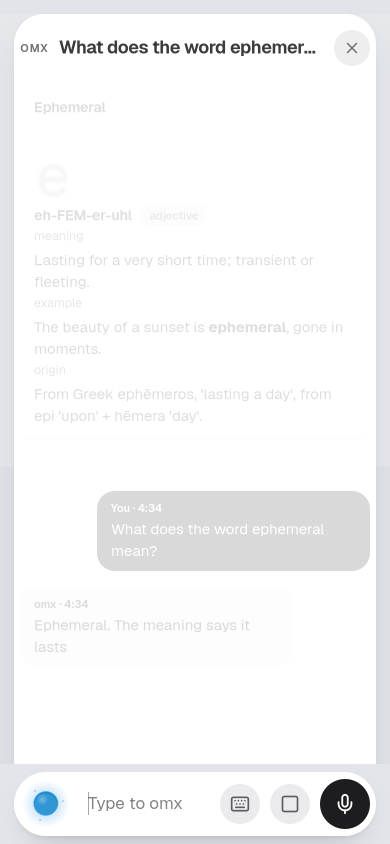 OMX What does the word ephemer...
Ephemeral
e
eh-FEM-er-uhl adjective
meaning
Lasting for a very short time; transient or
fleeting.
example
The beauty of a sunset is ephemeral, gone in
moments.
origin
From Greek ephēmeros, 'lasting a day', from
epi 'upon' + hēmera 'day'.
You · 4:34
What does the word ephemeral
mean?
omx · 4:34
Ephemeral. The meaning says it
lasts
Type to omx